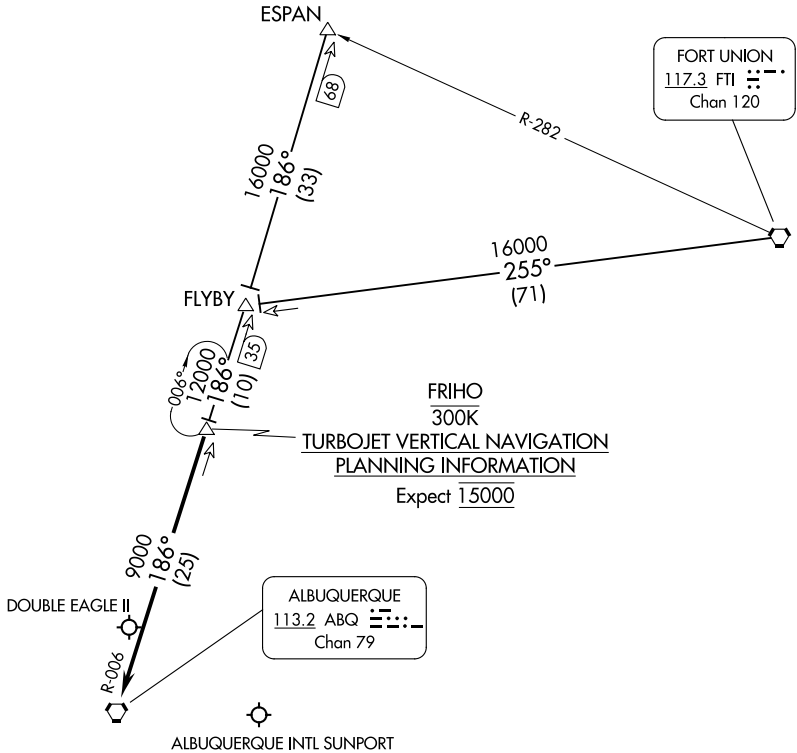 ESPAN
68
FORT UNION
117.3 FTI
Chan 120
R-282
16000
186°
(33)
16000
255°
(71)
FLYBY
35
006°
12000
186°
(10)
FRIHO
300K
TURBOJET VERTICAL NAVIGATION
PLANNING INFORMATION
Expect 15000
9000
186°
(25)
DOUBLE EAGLE II
ALBUQUERQUE
113.2 ABQ
Chan 79
R-006
ALBUQUERQUE INTL SUNPORT